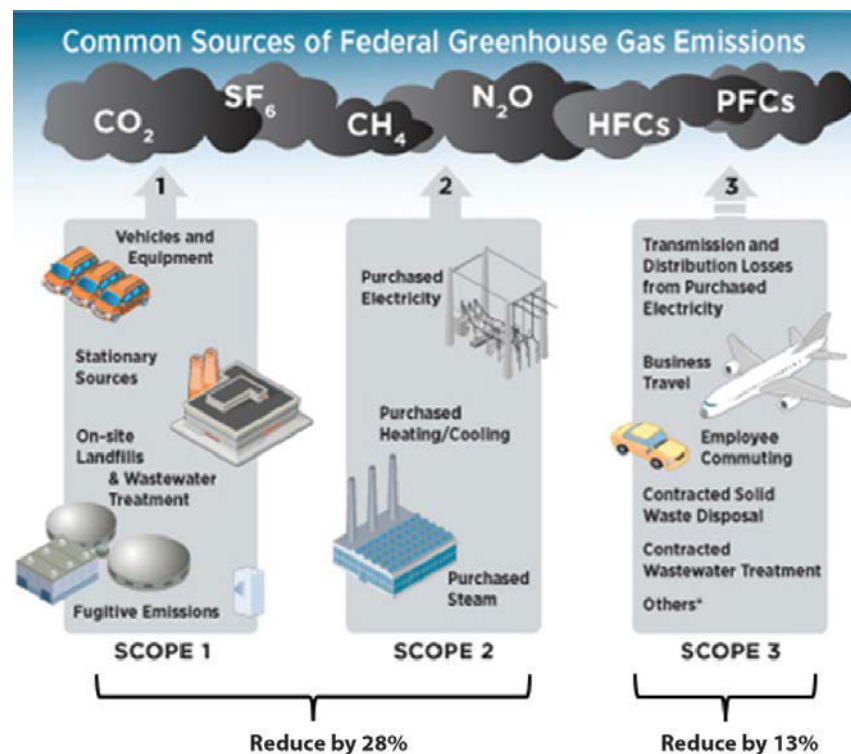 Common Sources of Federal Greenhouse Gas Emissions
CO₂
SF₆
CH₄
N₂O
HFCs
PFCs
1
Vehicles and
Equipment
Stationary
Sources
On-site
Landfills
& Wastewater
Treatment
Fugitive Emissions
SCOPE 1
2
Purchased
Electricity
Purchased
Heating/Cooling
Purchased
Steam
SCOPE 2
3
Transmission and
Distribution Losses
from Purchased
Electricity
Business
Travel
Employee
Commuting
Contracted Solid
Waste Disposal
Contracted
Wastewater Treatment
Others*
SCOPE 3
Reduce by 28%
Reduce by 13%